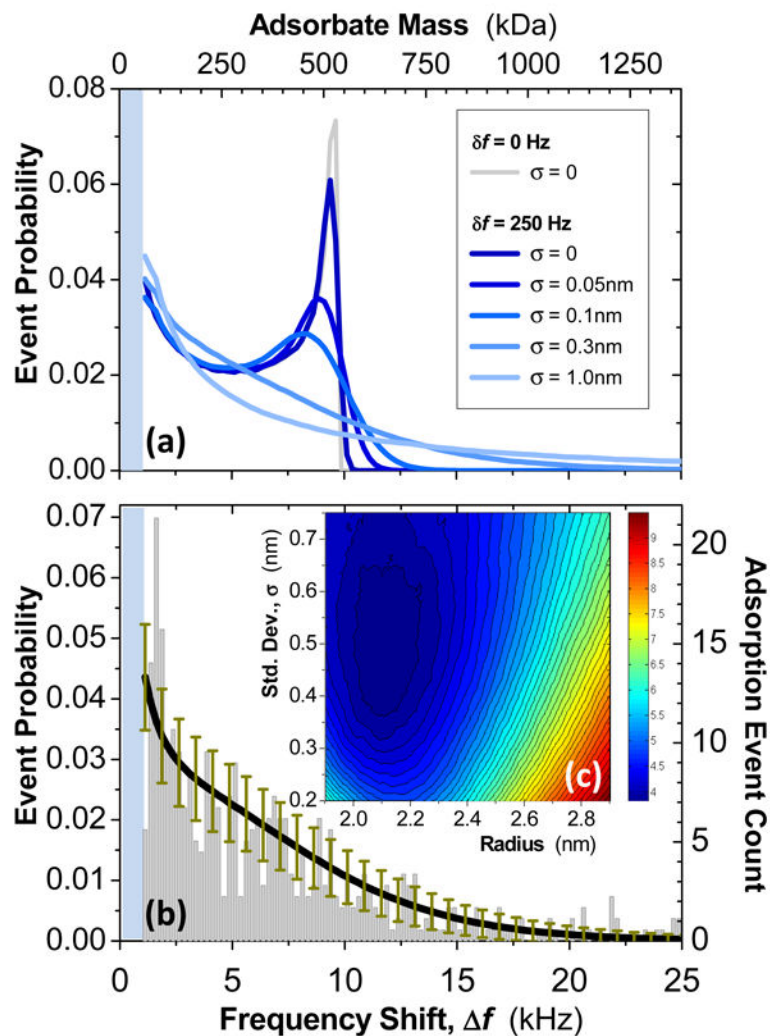 Adsorbate Mass (kDa)
0 250 500 750 1000 1250
0.08
0.06
0.04
0.02
0.00
Event Probability
δf = 0 Hz
σ = 0
δf = 250 Hz
σ = 0
σ = 0.05nm
σ = 0.1nm
σ = 0.3nm
σ = 1.0nm
(a)
0.07
0.06
0.05
0.04
0.03
0.02
0.01
0.00
Event Probability
(b)
Std. Dev., σ (nm)
0.7
0.6
0.5
0.4
0.3
0.2
2.0 2.2 2.4 2.6 2.8
Radius (nm)
(c)
9
8.5
8
7.5
7
6.5
6
5.5
5
4.5
4
20
15
10
5
0
Adsorption Event Count
0 5 10 15 20 25
Frequency Shift, Δf (kHz)